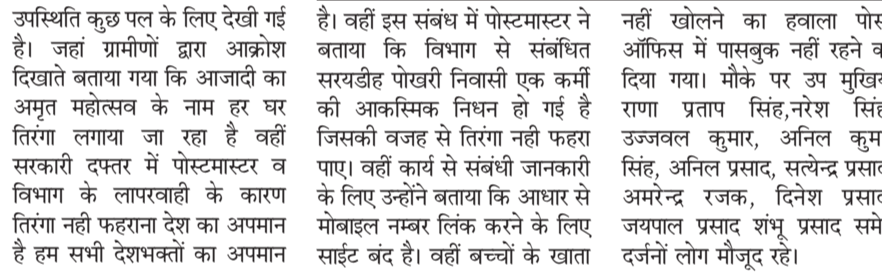 उपस्थिति कुछ पल के लिए देखी गई
है। जहां ग्रामीणों द्वारा आक्रोश
दिखाते बताया गया कि आजादी का
अमृत महोत्सव के नाम हर घर
तिरंगा लगाया जा रहा है वहीं
सरकारी दफ्तर में पोस्टमास्टर व
विभाग के लापरवाही के कारण
तिरंगा नही फहराना देश का अपमान
है हम सभी देशभक्तों का अपमान
है। वहीं इस संबंध में पोस्टमास्टर ने
बताया कि विभाग से संबंधित
सरयडीह पोखरी निवासी एक कर्मी
की आकस्मिक निधन हो गई है
जिसकी वजह से तिरंगा नही फहरा
पाए। वहीं कार्य से संबंधी जानकारी
के लिए उन्होंने बताया कि आधार से
मोबाइल नम्बर लिंक करने के लिए
साईट बंद है। वहीं बच्चों के खाता
नहीं खोलने का हवाला
ऑफिस में पासबुक नहीं रहने
दिया गया। मौके पर उप
राणा प्रताप सिंह,नरेश
उज्जवल कुमार, अनिल
सिंह, अनिल प्रसाद, सत्येन्द्र
अमरेन्द्र रजक, दिनेश
जयपाल प्रसाद शंभू प्रसाद
दर्जनों लोग मौजूद रहे।